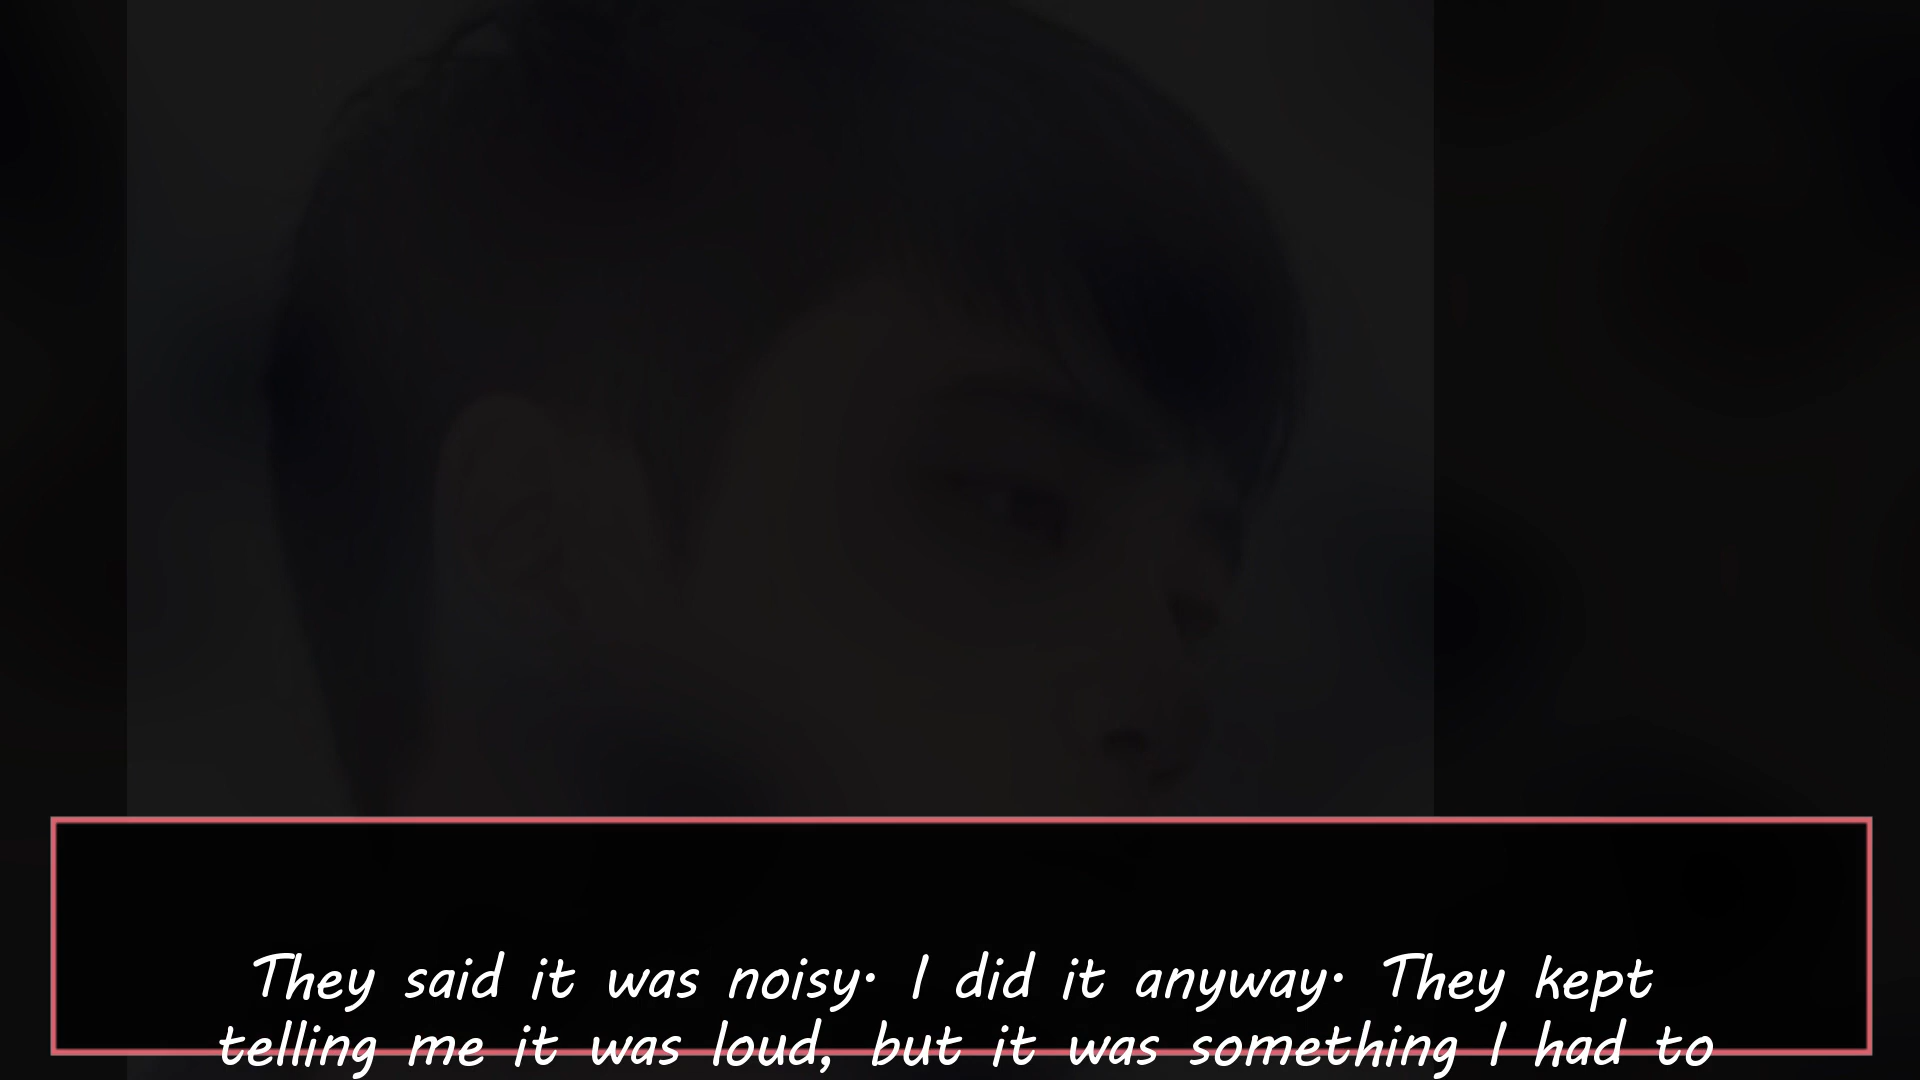 They said it was noisy. I did it anyway. They kept
telling me it was loud, but it was something I had to